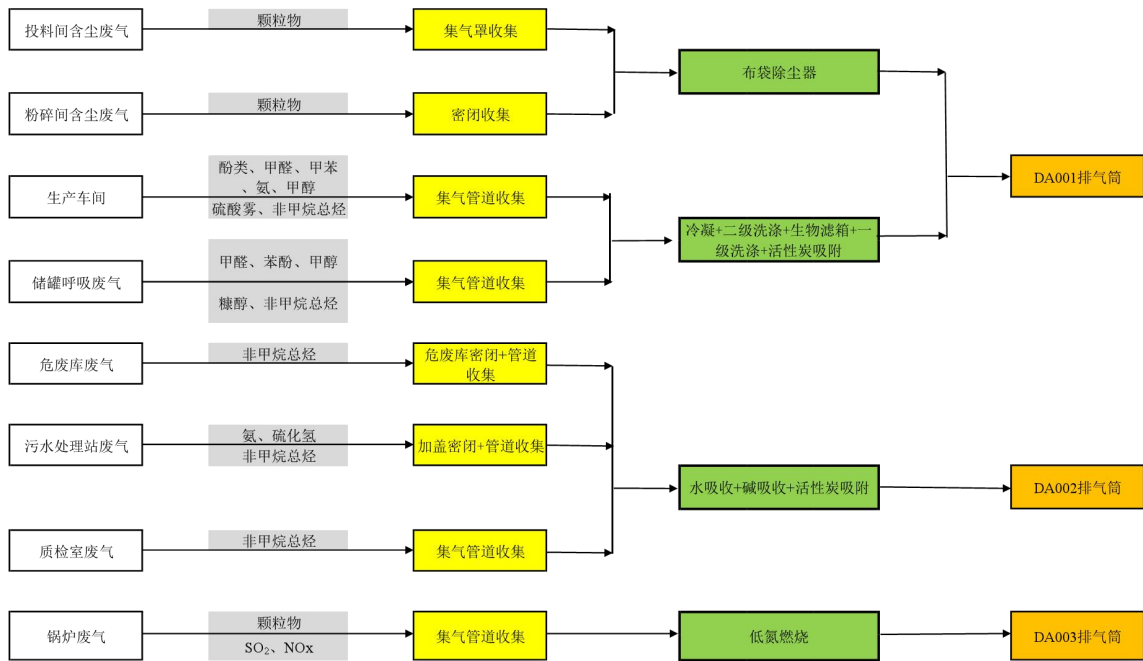 投料间含尘废气
颗粒物
集气罩收集
布袋除尘器
粉碎间含尘废气
颗粒物
密闭收集
DA001排气筒
生产车间
酚类、甲醛、甲苯
、氨、甲醇
硫酸雾、非甲烷总烃
集气管道收集
冷凝+二级洗涤+生物滤箱+一
级洗涤+活性炭吸附
储罐呼吸废气
甲醛、苯酚、甲醇
糠醇、非甲烷总烃
集气管道收集
危废库废气
非甲烷总烃
危废库密闭+管道
收集
污水处理站废气
氨、硫化氢
非甲烷总烃
加盖密闭+管道收集
水吸收+碱吸收+活性炭吸附
DA002排气筒
质检室废气
非甲烷总烃
集气管道收集
锅炉废气
颗粒物
SO₂、NOx
集气管道收集
低氮燃烧
DA003排气筒